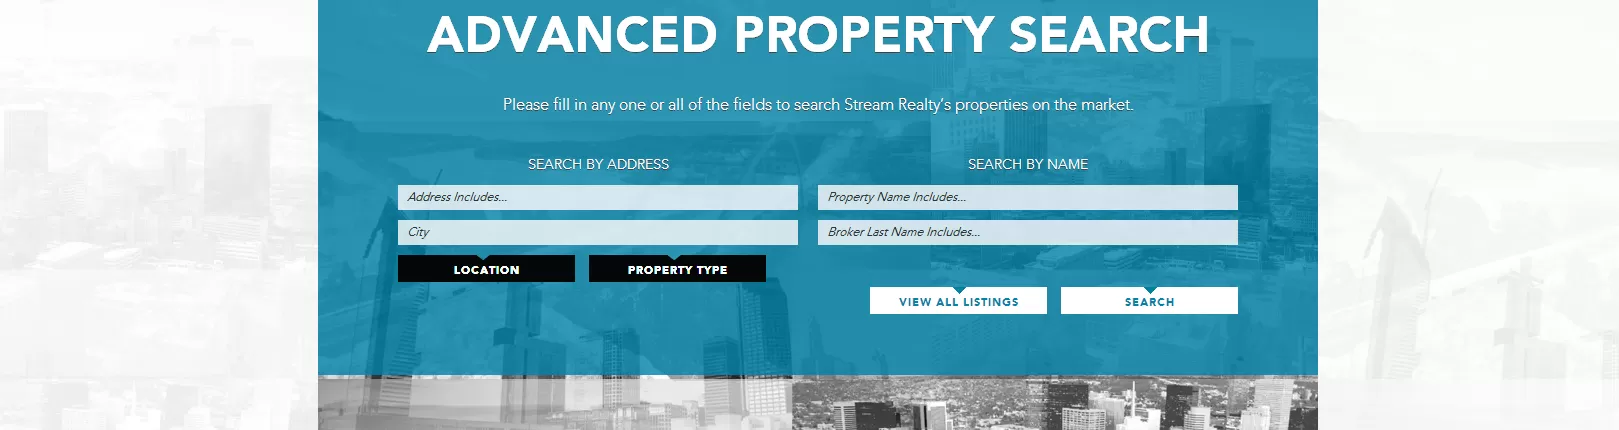 ADVANCED PROPERTY SEARCH
Please fill in any one or all of the fields to search Stream Realty's properties on the market.
SEARCH BY ADDRESS
Address Includes...
City
LOCATION
PROPERTY TYPE
SEARCH BY NAME
Property Name Includes...
Broker Last Name Includes...
VIEW ALL LISTINGS
SEARCH